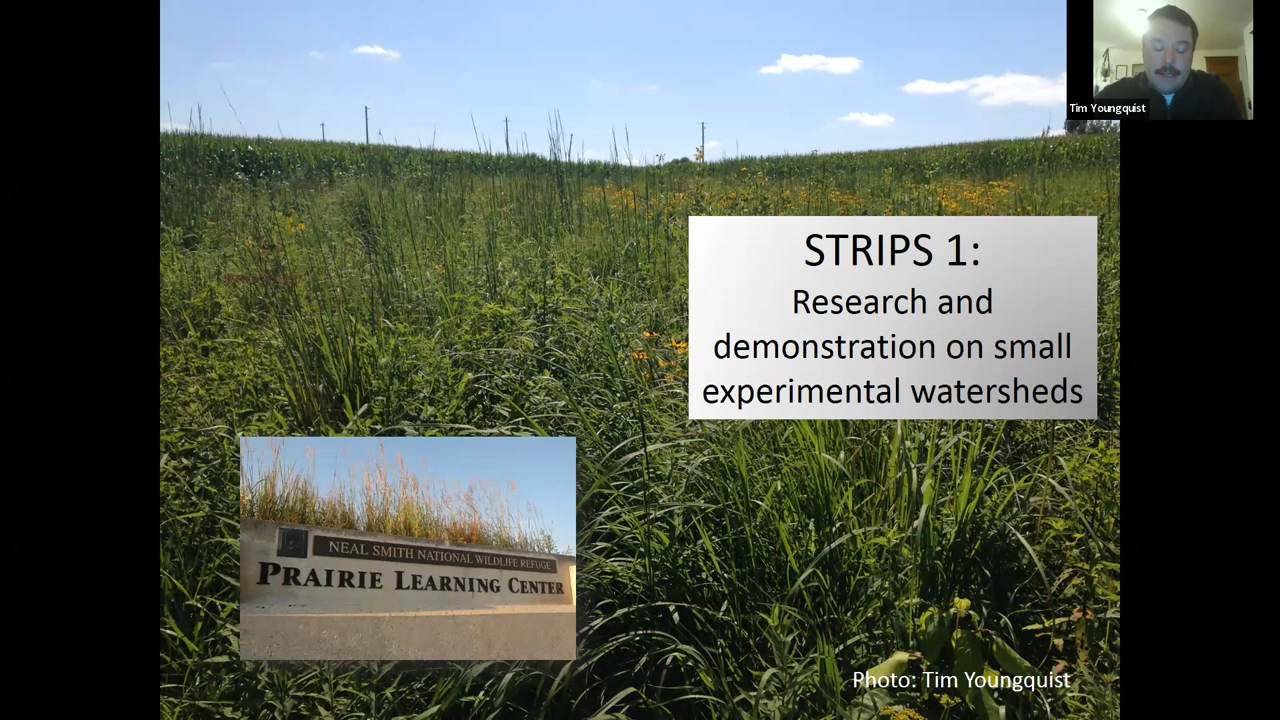 Tim Youngquist
STRIPS 1:
Research and
demonstration on small
experimental watersheds
NEAL SMITH NATIONAL WILDLIFE REFUGE
PRAIRIE LEARNING CENTER
Photo: Tim Youngquist